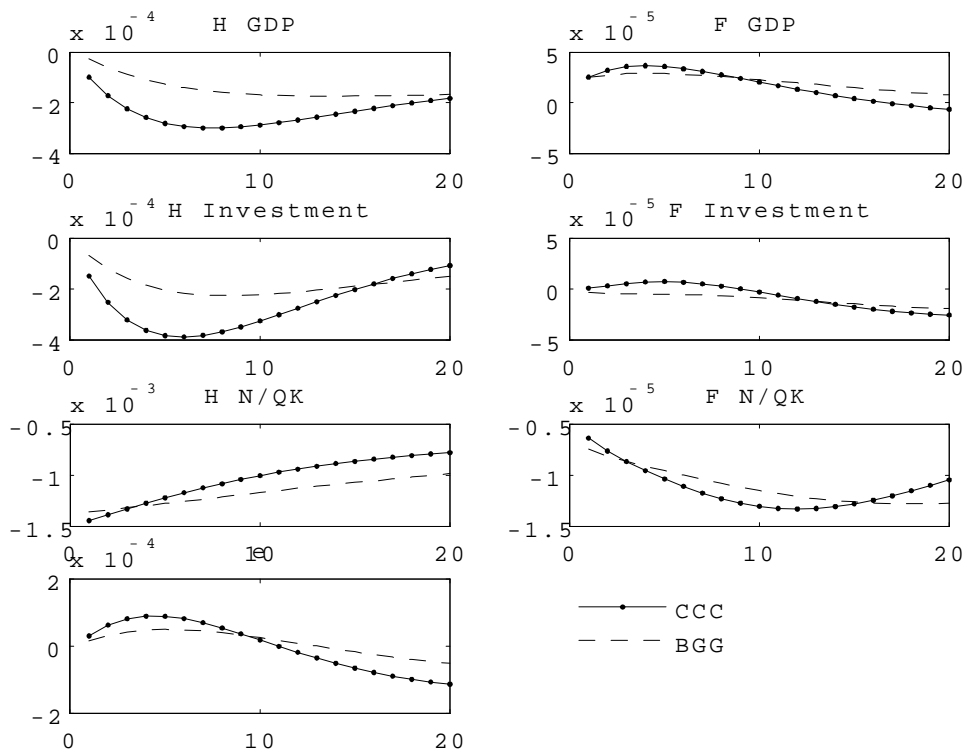 x 10^-4 H GDP
0
-2
-4
0 10 20
x 10^-5 F GDP
5
0
-5
0 10 20
x 10^-4 H Investment
0
-2
-4
0 10 20
x 10^-5 F Investment
5
0
-5
0 10 20
x 10^-3 H N/QK
-0.5
-1
-1.5
0 10 20
x 10^-5 F N/QK
-0.5
-1
-1.5
0 10 20
x 10^-4 e
2
0
-2
0 10 20
CCC
BGG